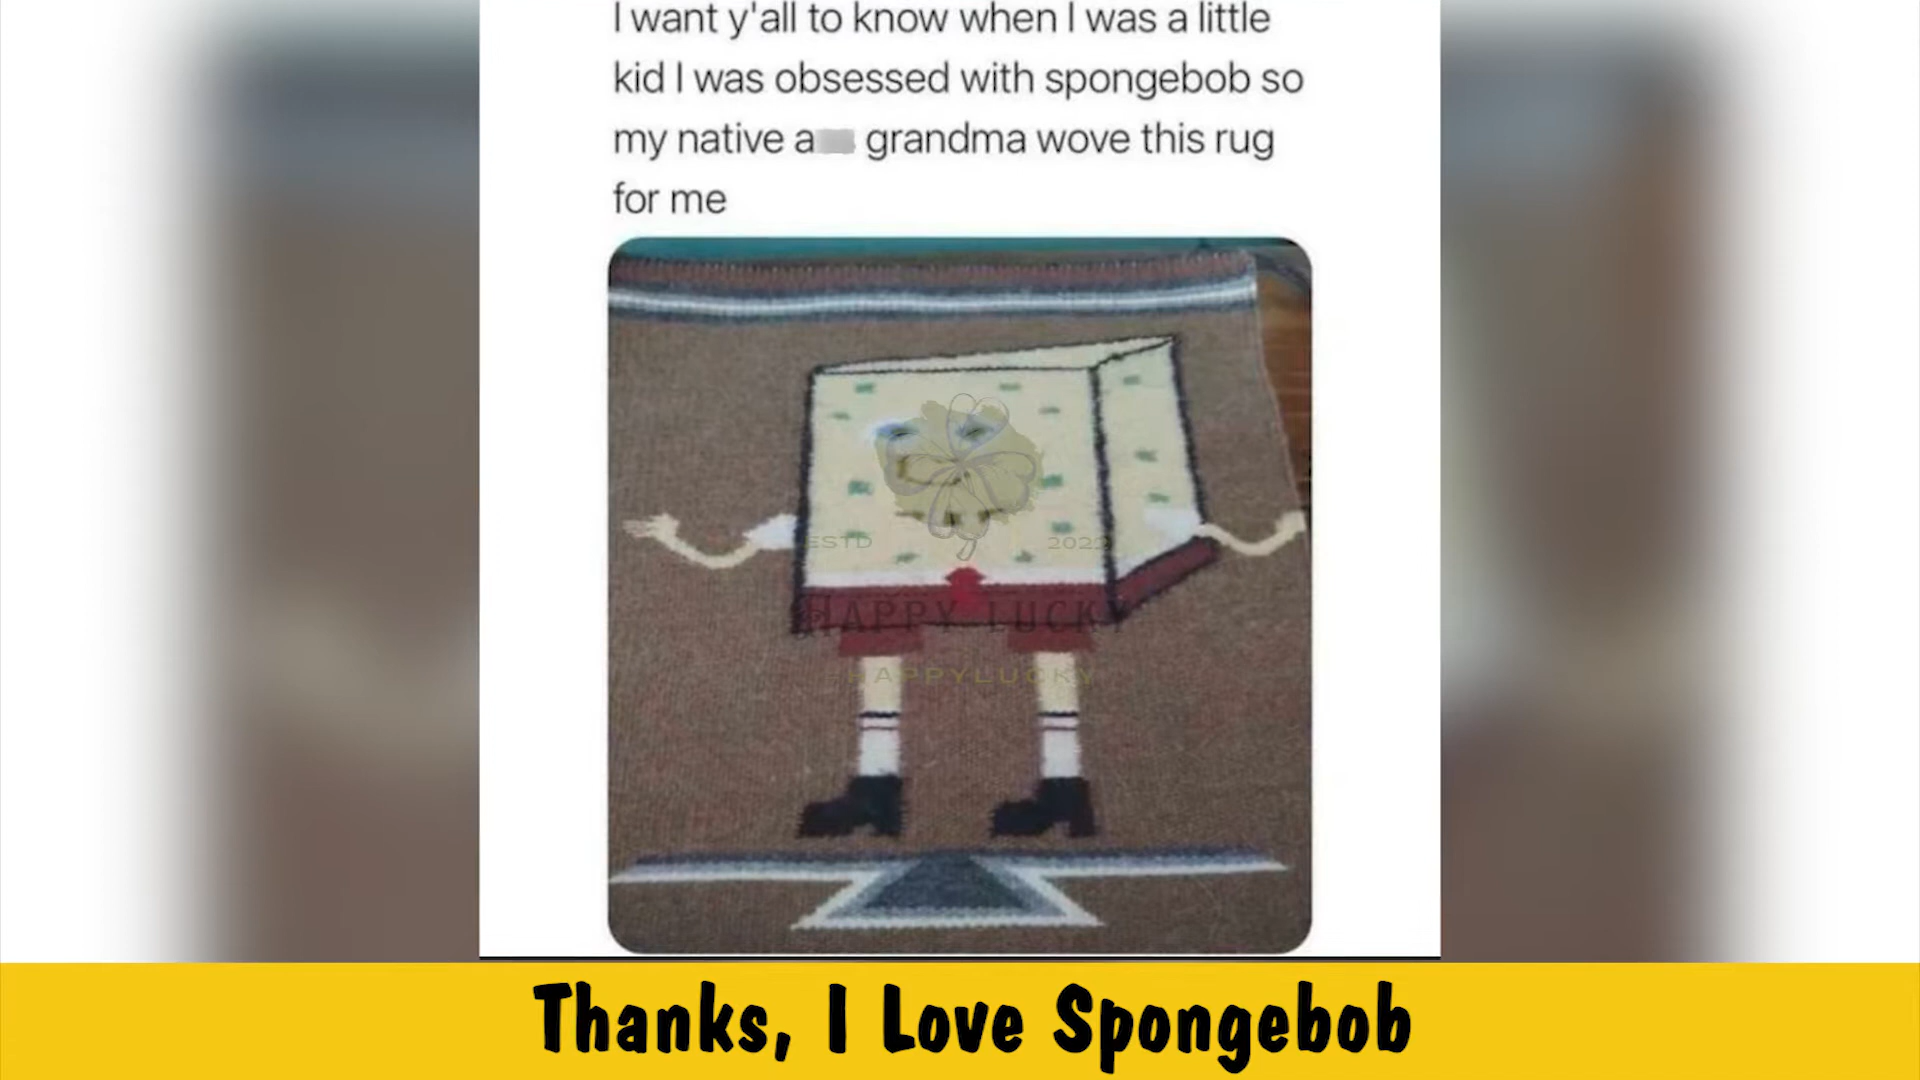 I want y'all to know when I was a little
kid I was obsessed with spongebob so
my native a grandma wove this rug
for me
ESTD 2022
HAPPY LUCKY
HAPPYLUCKY
Thanks, I Love Spongebob